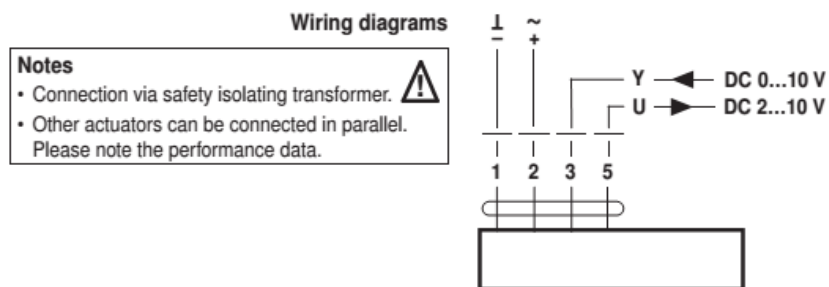 Wiring diagrams
Notes
• Connection via safety isolating transformer.
• Other actuators can be connected in parallel.
Please note the performance data.
⊥ ~
− +
Y DC 0...10 V
U DC 2...10 V
1 2 3 5